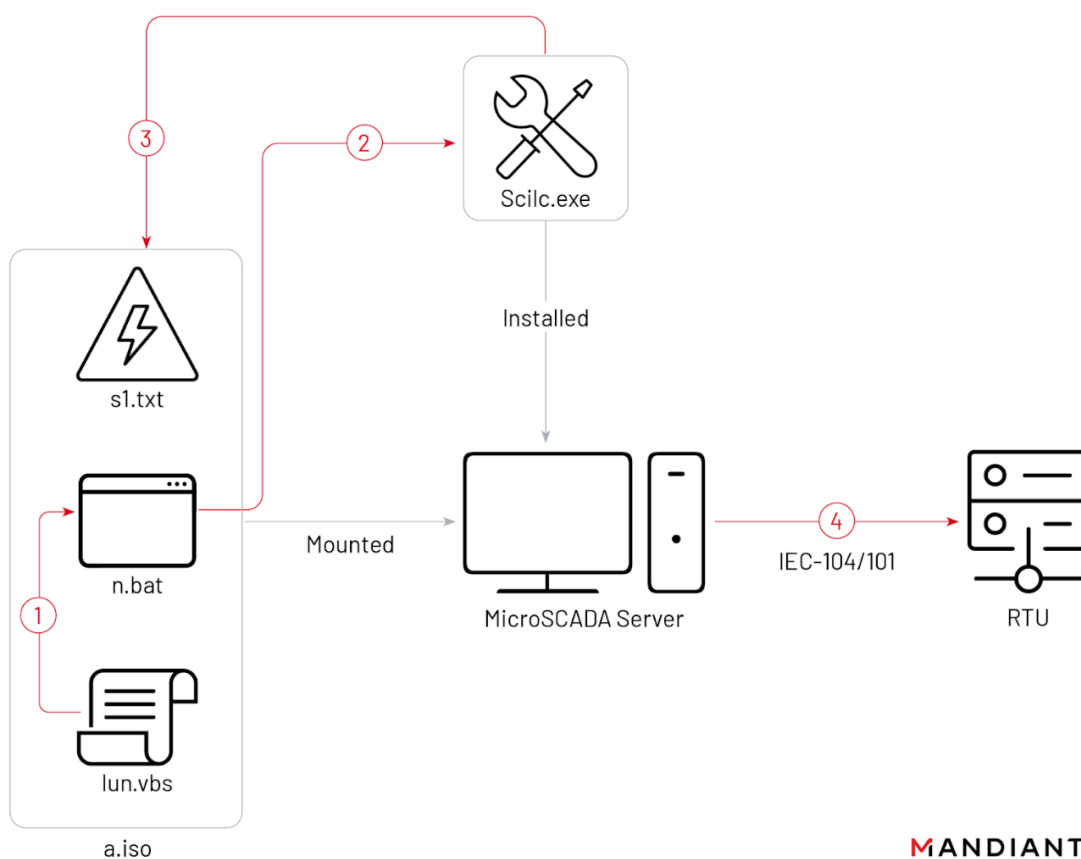 3
2
Scilc.exe
Installed
s1.txt
n.bat
Mounted
MicroSCADA Server
4
IEC-104/101
RTU
1
lun.vbs
a.iso
MANDIANT